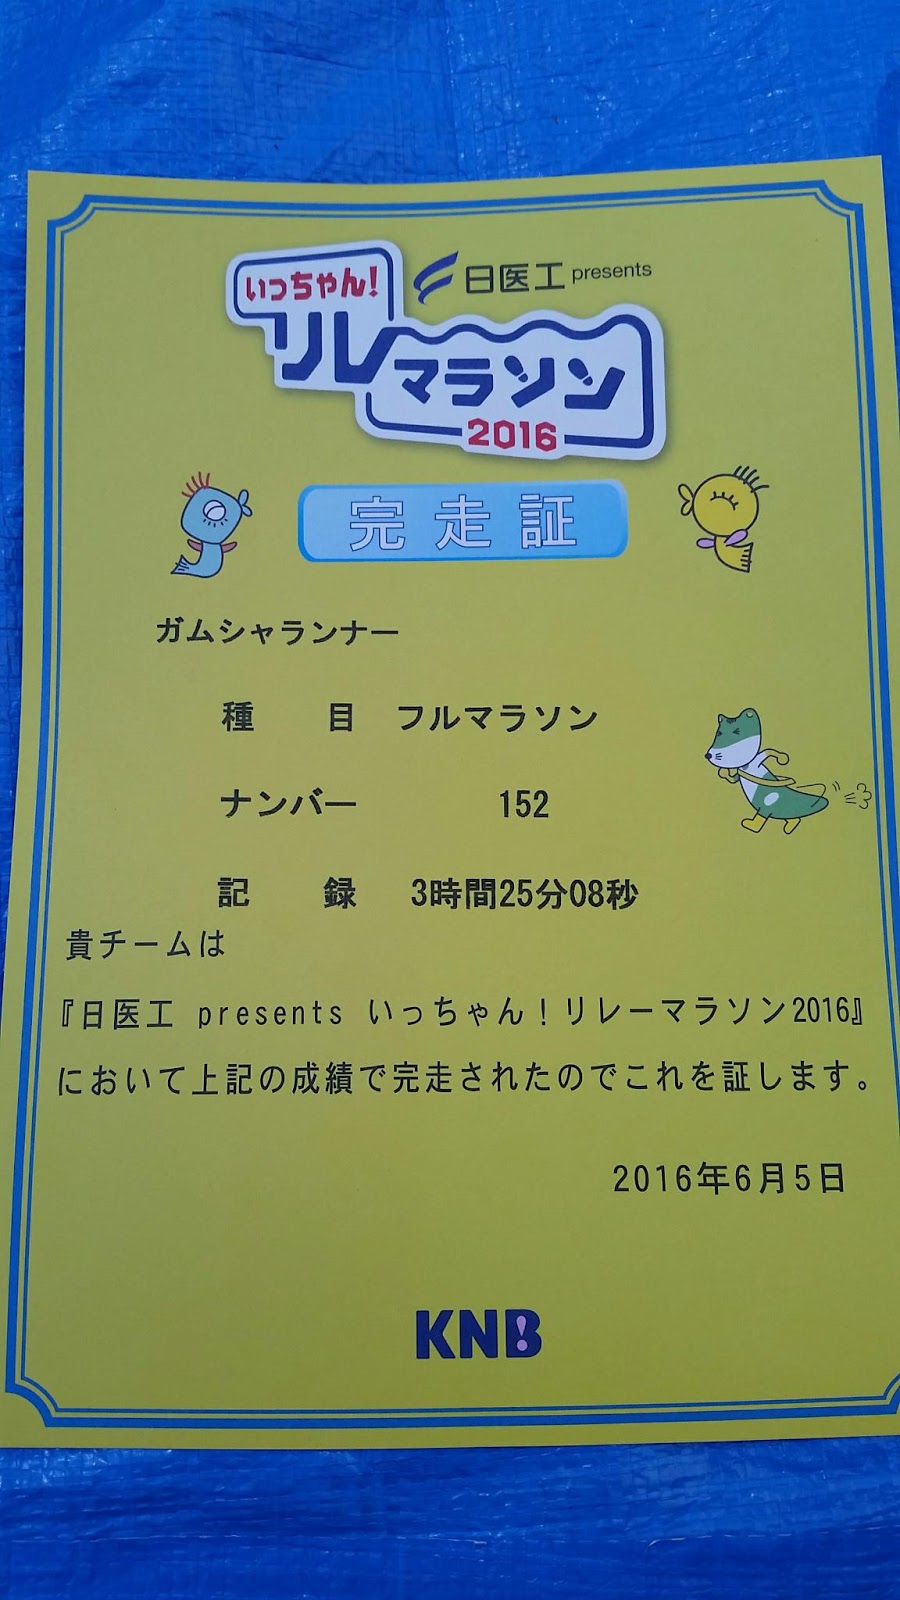 いっちゃん!
日医工 presents
リレーマラソン
2016
完走証
ガムシャランナー
種 目 フルマラソン
ナンバー 152
記 録 3時間25分08秒
貴チームは
『日医工 presents いっちゃん!リレーマラソン2016』
において上記の成績で完走されたのでこれを証します。
2016年6月5日
KNB